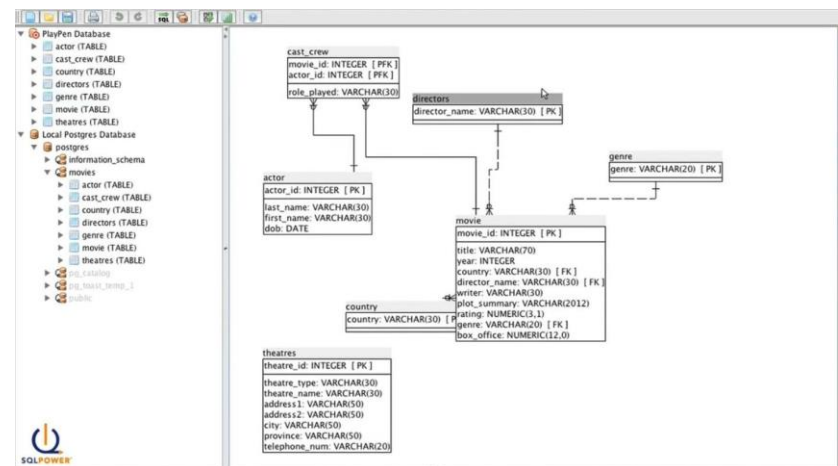 SQL
PlayPen Database
actor (TABLE)
cast_crew (TABLE)
country (TABLE)
directors (TABLE)
genre (TABLE)
movie (TABLE)
theatres (TABLE)
Local Postgres Database
postgres
information_schema
movies
actor (TABLE)
cast_crew (TABLE)
country (TABLE)
directors (TABLE)
genre (TABLE)
movie (TABLE)
theatres (TABLE)
pg_catalog
pg_toast_temp_1
public
SQLPOWER
cast_crew
movie_id: INTEGER [ PFK ]
actor_id: INTEGER [ PFK ]
role_played: VARCHAR(30)
directors
director_name: VARCHAR(30) [ PK ]
genre
genre: VARCHAR(20) [ PK ]
actor
actor_id: INTEGER [ PK ]
last_name: VARCHAR(30)
first_name: VARCHAR(30)
dob: DATE
movie
movie_id: INTEGER [ PK ]
title: VARCHAR(70)
year: INTEGER
country: VARCHAR(30) [ FK ]
director_name: VARCHAR(30) [ FK ]
writer: VARCHAR(30)
plot_summary: VARCHAR(2012)
rating: NUMERIC(3,1)
genre: VARCHAR(20) [ FK ]
box_office: NUMERIC(12,0)
country
country: VARCHAR(30) [ P
theatres
theatre_id: INTEGER [ PK ]
theatre_type: VARCHAR(30)
theatre_name: VARCHAR(30)
address1: VARCHAR(50)
address2: VARCHAR(50)
city: VARCHAR(50)
province: VARCHAR(50)
telephone_num: VARCHAR(20)